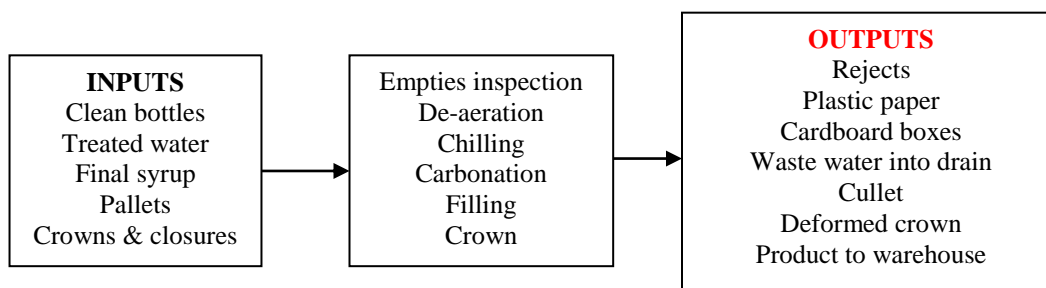 INPUTS
Clean bottles
Treated water
Final syrup
Pallets
Crowns & closures
Empties inspection
De-aeration
Chilling
Carbonation
Filling
Crown
OUTPUTS
Rejects
Plastic paper
Cardboard boxes
Waste water into drain
Cullet
Deformed crown
Product to warehouse